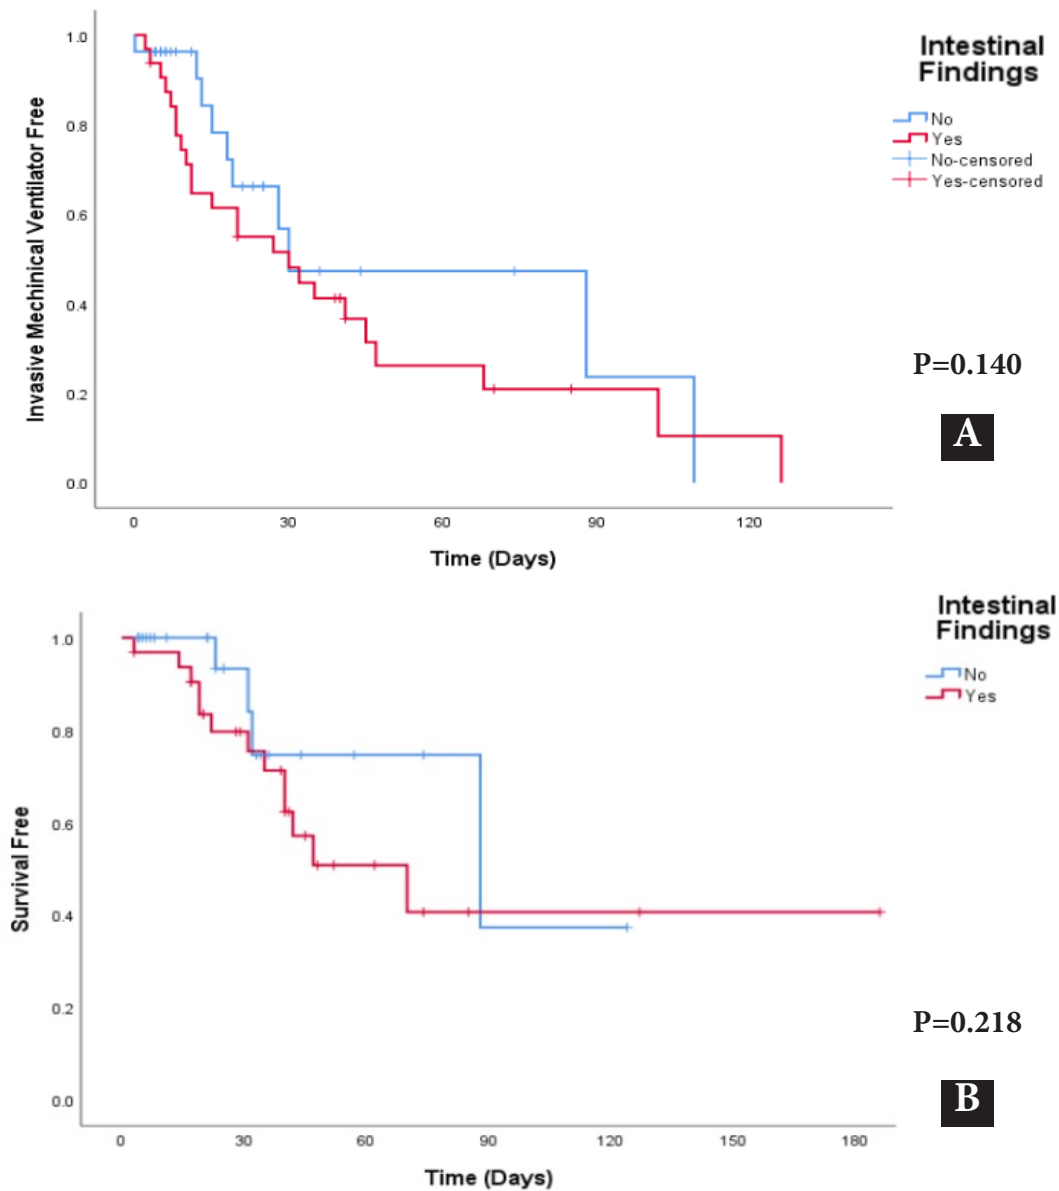 Intestinal
Findings
No
Yes
No-censored
Yes-censored
Invasive Mechinical Ventilator Free
1.0
0.8
0.6
0.4
0.2
0.0
0 30 60 90 120
Time (Days)
P=0.140
A
Intestinal
Findings
No
Yes
Survival Free
1.0
0.8
0.6
0.4
0.2
0.0
0 30 60 90 120 150 180
Time (Days)
P=0.218
B